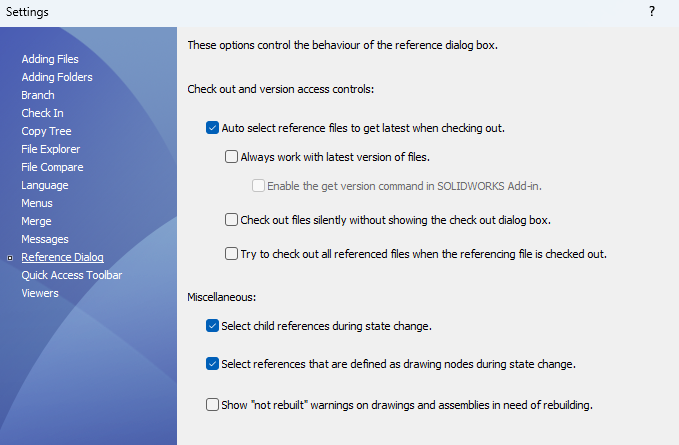 Settings
?
Adding Files
Adding Folders
Branch
Check In
Copy Tree
File Explorer
File Compare
Language
Menus
Merge
Messages
Reference Dialog
Quick Access Toolbar
Viewers
These options control the behaviour of the reference dialog box.
Check out and version access controls:
Auto select reference files to get latest when checking out.
Always work with latest version of files.
Enable the get version command in SOLIDWORKS Add-in.
Check out files silently without showing the check out dialog box.
Try to check out all referenced files when the referencing file is checked out.
Miscellaneous:
Select child references during state change.
Select references that are defined as drawing nodes during state change.
Show "not rebuilt" warnings on drawings and assemblies in need of rebuilding.